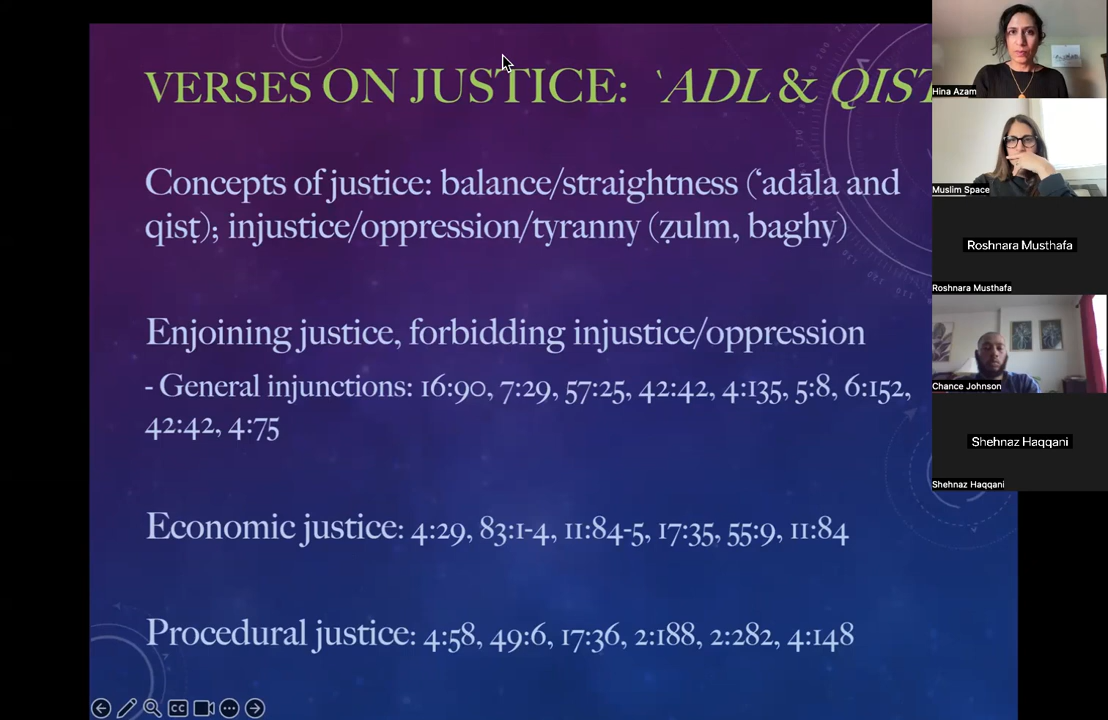 VERSES ON JUSTICE: ‛ADL & QIST
Concepts of justice: balance/straightness (‘adāla and
qisṭ); injustice/oppression/tyranny (ẓulm, baghy)
Enjoining justice, forbidding injustice/oppression
- General injunctions: 16:90, 7:29, 57:25, 42:42, 4:135, 5:8, 6:152,
42:42, 4:75
Economic justice: 4:29, 83:1-4, 11:84-5, 17:35, 55:9, 11:84
Procedural justice: 4:58, 49:6, 17:36, 2:188, 2:282, 4:148
CC
Hina Azam
Muslim Space
Roshnara Musthafa
Roshnara Musthafa
Chance Johnson
Shehnaz Haqqani
Shehnaz Haqqani